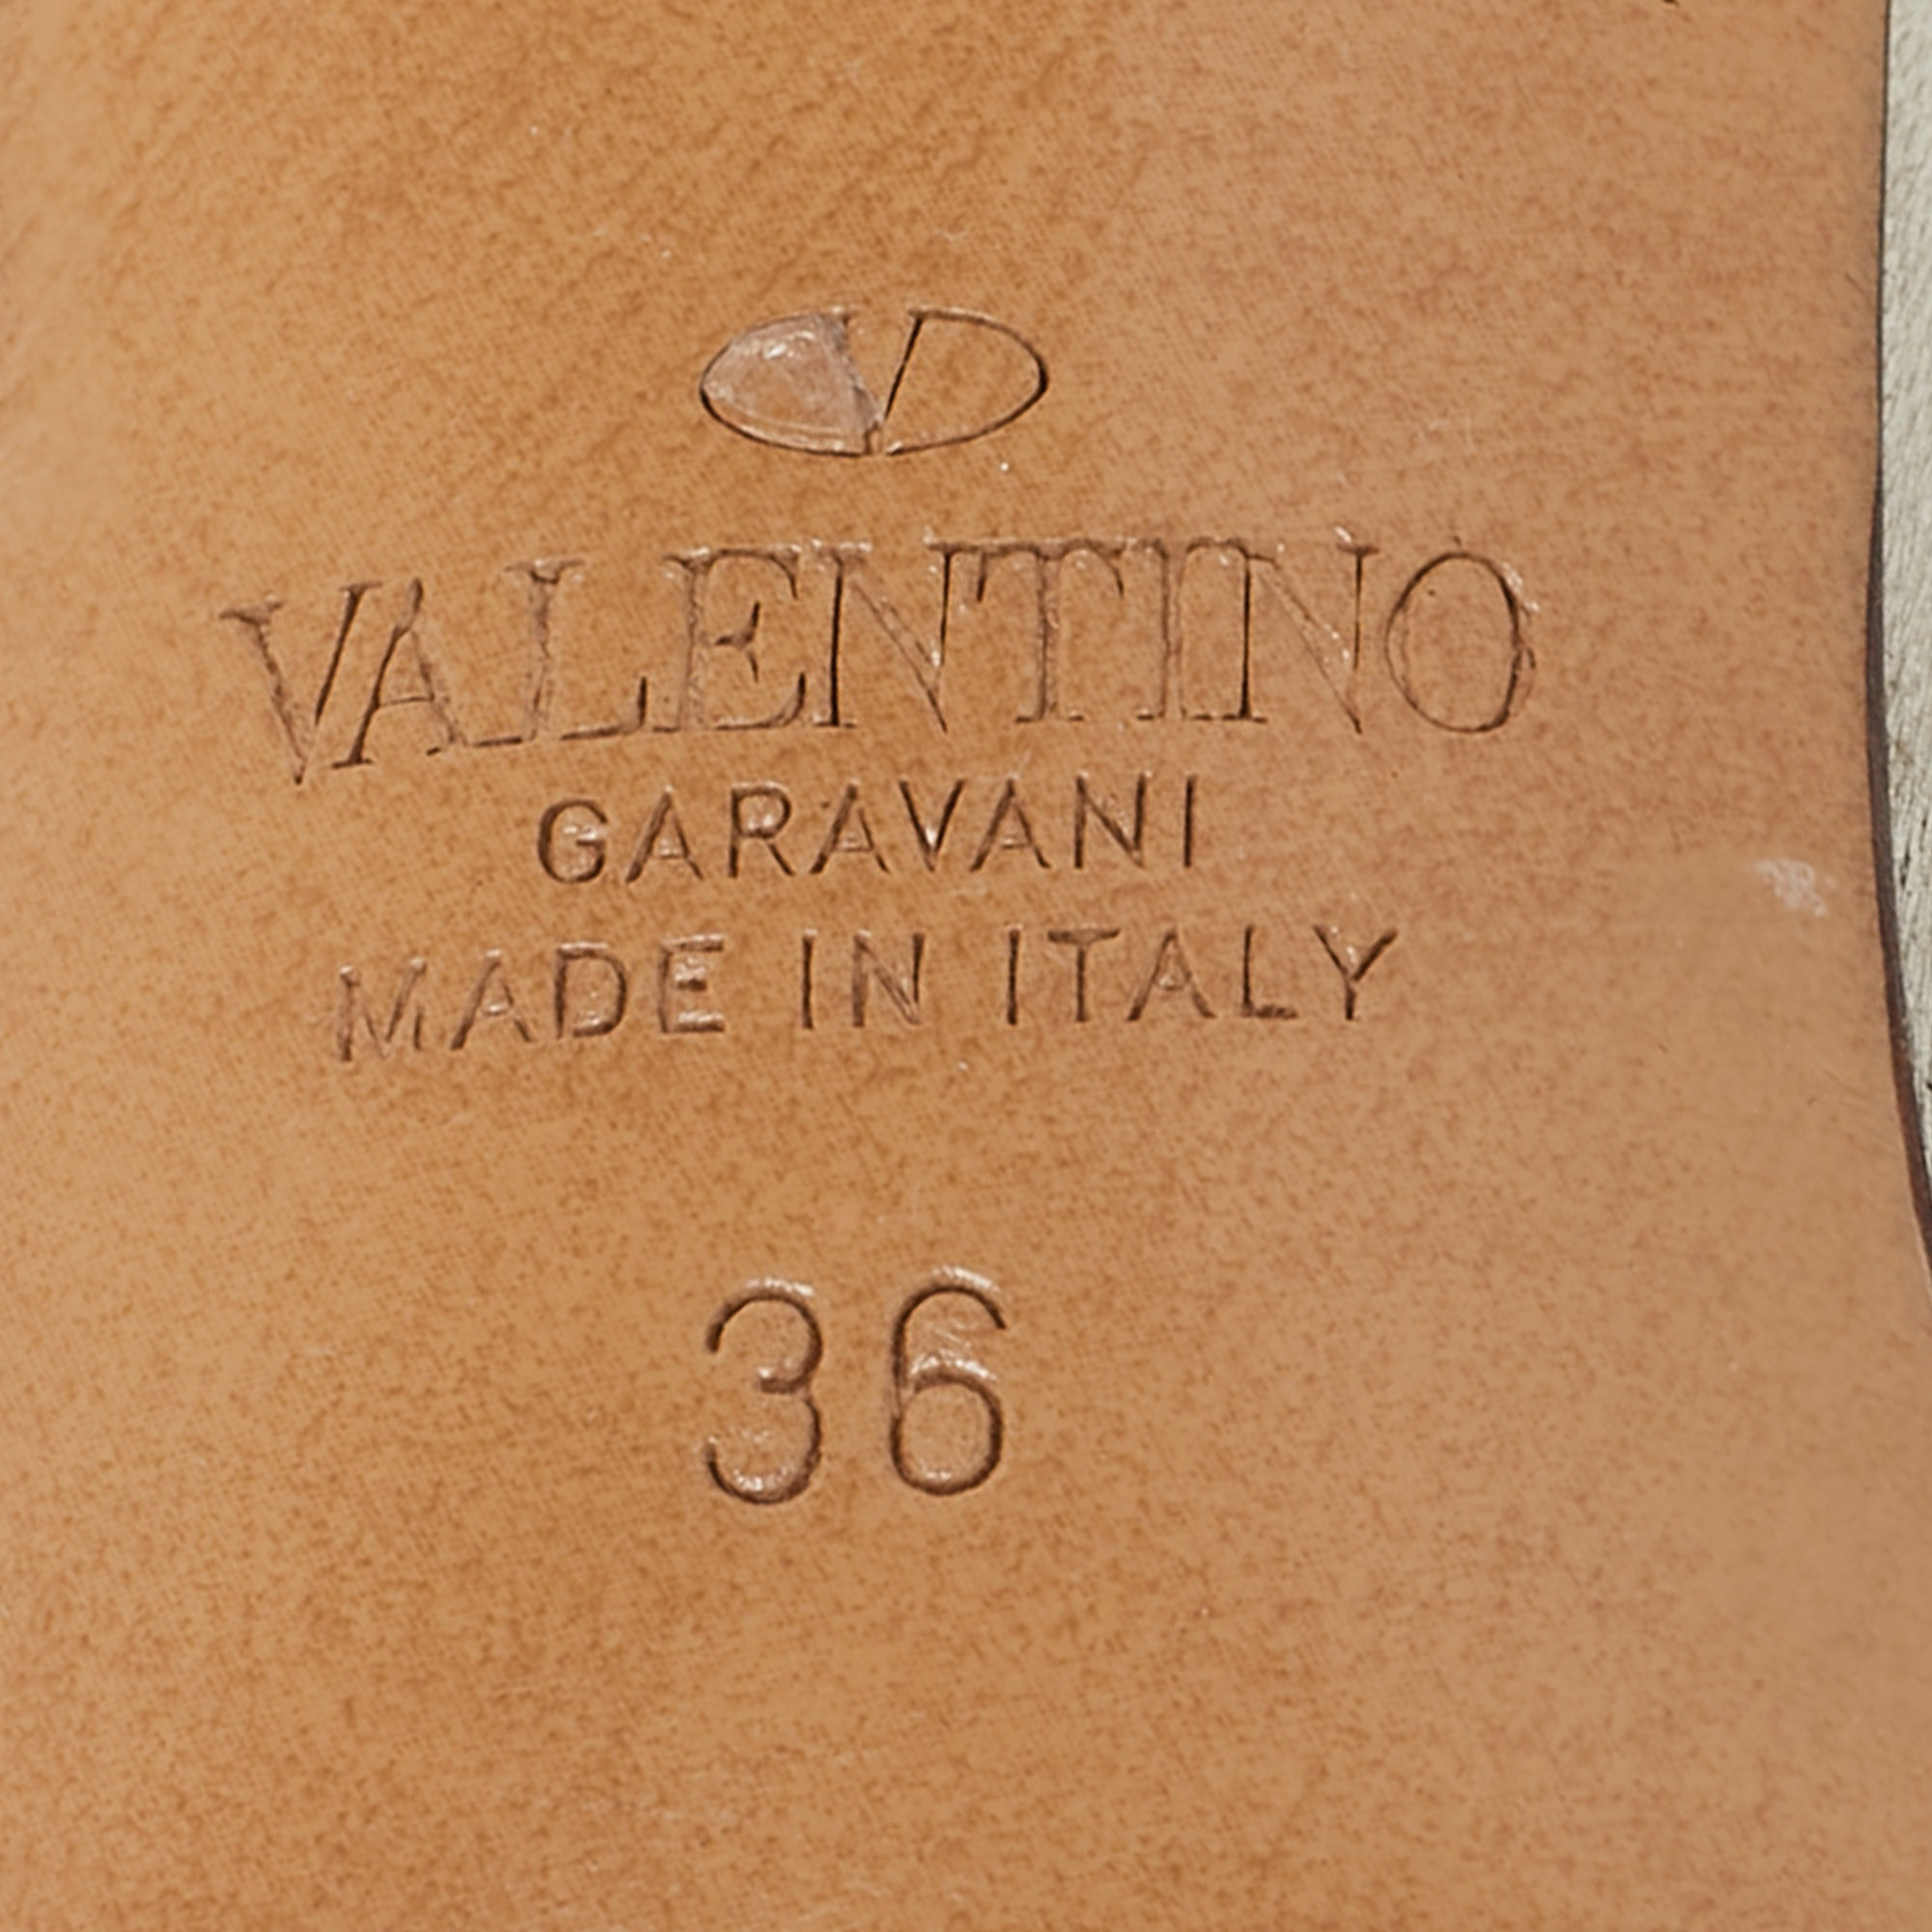 VALENTINO
GARAVANI
MADE IN ITALY
36